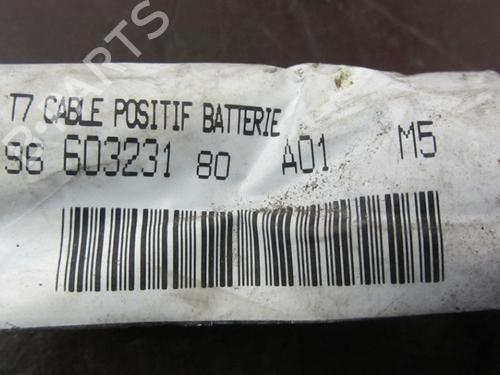 T7 CABLE POSITIF BATTERIE
96 603231 80 A01 M5